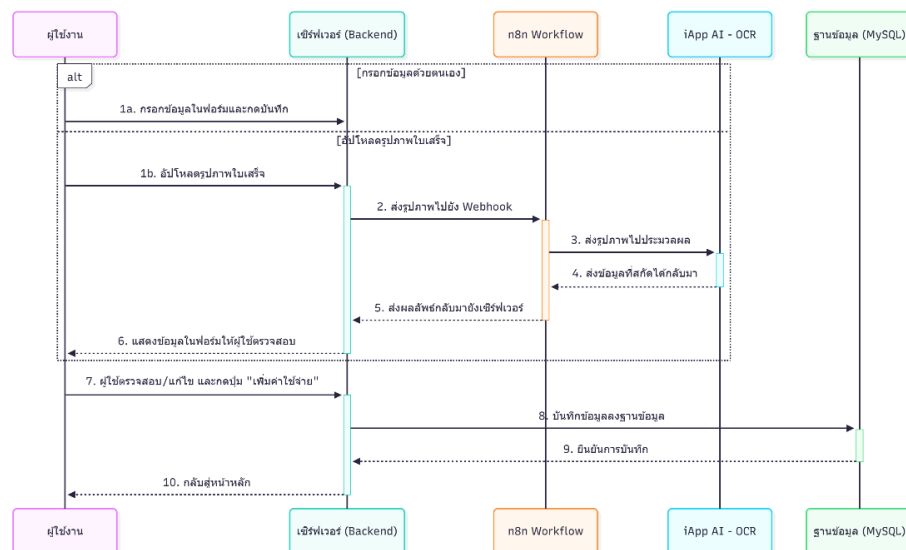 ผู้ใช้งาน
เซิร์ฟเวอร์ (Backend)
n8n Workflow
iApp AI - OCR
ฐานข้อมูล (MySQL)
alt
[กรอกข้อมูลด้วยตนเอง]
1a. กรอกข้อมูลในฟอร์มและกดบันทึก
[อัปโหลดรูปภาพใบเสร็จ]
1b. อัปโหลดรูปภาพใบเสร็จ
2. ส่งรูปภาพไปยัง Webhook
3. ส่งรูปภาพไปประมวลผล
4. ส่งข้อมูลที่สกัดได้กลับมา
5. ส่งผลลัพธ์กลับมายังเซิร์ฟเวอร์
6. แสดงข้อมูลในฟอร์มให้ผู้ใช้ตรวจสอบ
7. ผู้ใช้ตรวจสอบ/แก้ไข และกดปุ่ม "เพิ่มค่าใช้จ่าย"
8. บันทึกข้อมูลลงฐานข้อมูล
9. ยืนยันการบันทึก
10. กลับสู่หน้าหลัก
ผู้ใช้งาน
เซิร์ฟเวอร์ (Backend)
n8n Workflow
iApp AI - OCR
ฐานข้อมูล (MySQL)